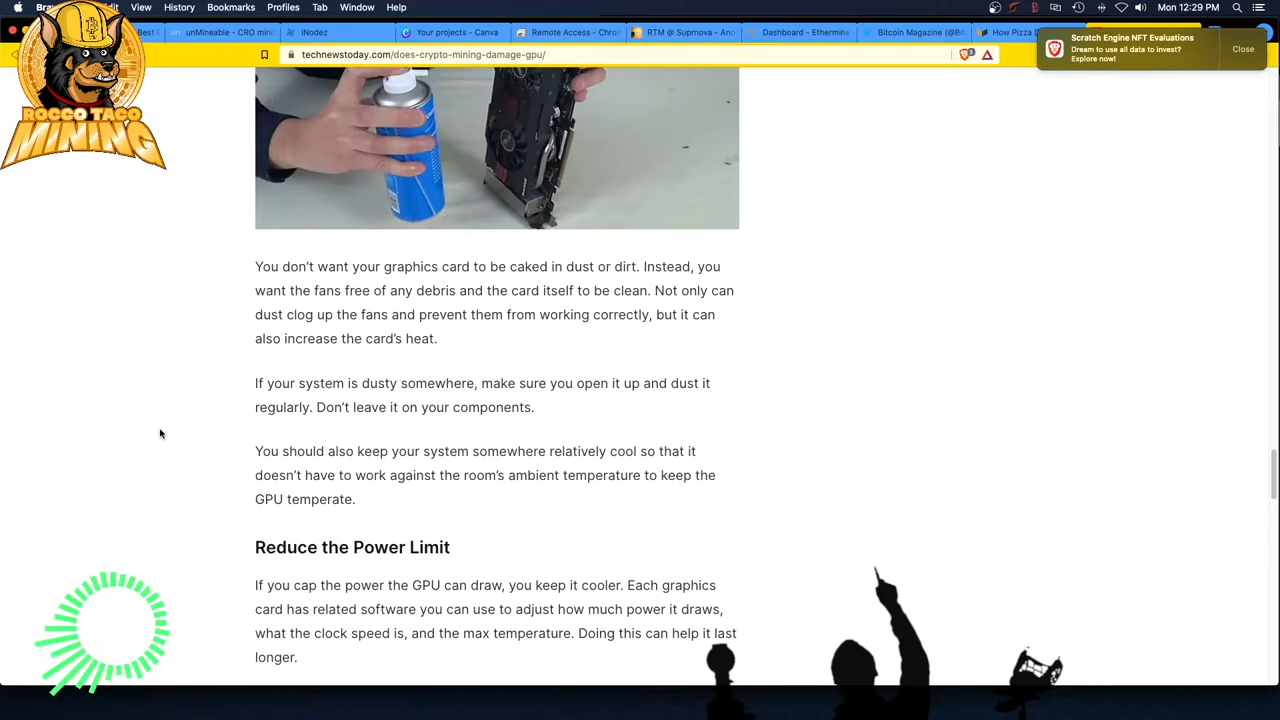 Bra
View
History
Bookmarks
Profiles
Tab
Window
Help
Mon 12:29 PM
Best
unMineable - CRO mini
iNodez
Your projects - Canva
Remote Access - Chron
RTM @ Suprnova - Ano
Dashboard - Ethermine
Bitcoin Magazine (@Bit
How Pizza D
technewstoday.com/does-crypto-mining-damage-gpu/
Scratch Engine NFT Evaluations
Dream to use all data to invest?
Explore now!
Close
ROCCO TACO
MINING
You don't want your graphics card to be caked in dust or dirt. Instead, you
want the fans free of any debris and the card itself to be clean. Not only can
dust clog up the fans and prevent them from working correctly, but it can
also increase the card's heat.
If your system is dusty somewhere, make sure you open it up and dust it
regularly. Don't leave it on your components.
You should also keep your system somewhere relatively cool so that it
doesn't have to work against the room's ambient temperature to keep the
GPU temperate.
Reduce the Power Limit
If you cap the power the GPU can draw, you keep it cooler. Each graphics
card has related software you can use to adjust how much power it draws,
what the clock speed is, and the max temperature. Doing this can help it last
longer.